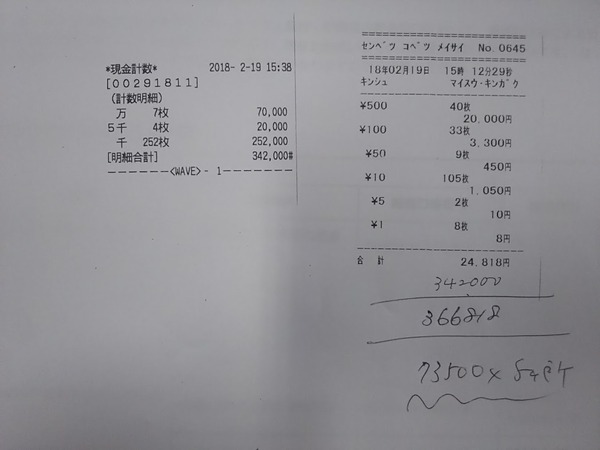 *現金計数* 2018- 2-19 15:38
[00291811]
(計数明細)
万 7枚 70,000
5千 4枚 20,000
千 252枚 252,000
[明細合計] 342,000#
------<WAVE>- 1-------
センベツ コベツ メイサイ No.0645
18年02月19日 15時 12分29秒
キンシュ マイスウ・キンガク
¥500 40枚
20,000円
¥100 33枚
3,300円
¥50 9枚
450円
¥10 105枚
1,050円
¥5 2枚
10円
¥1 8枚
8円
合 計 24,818円
342000
366818
73500×5